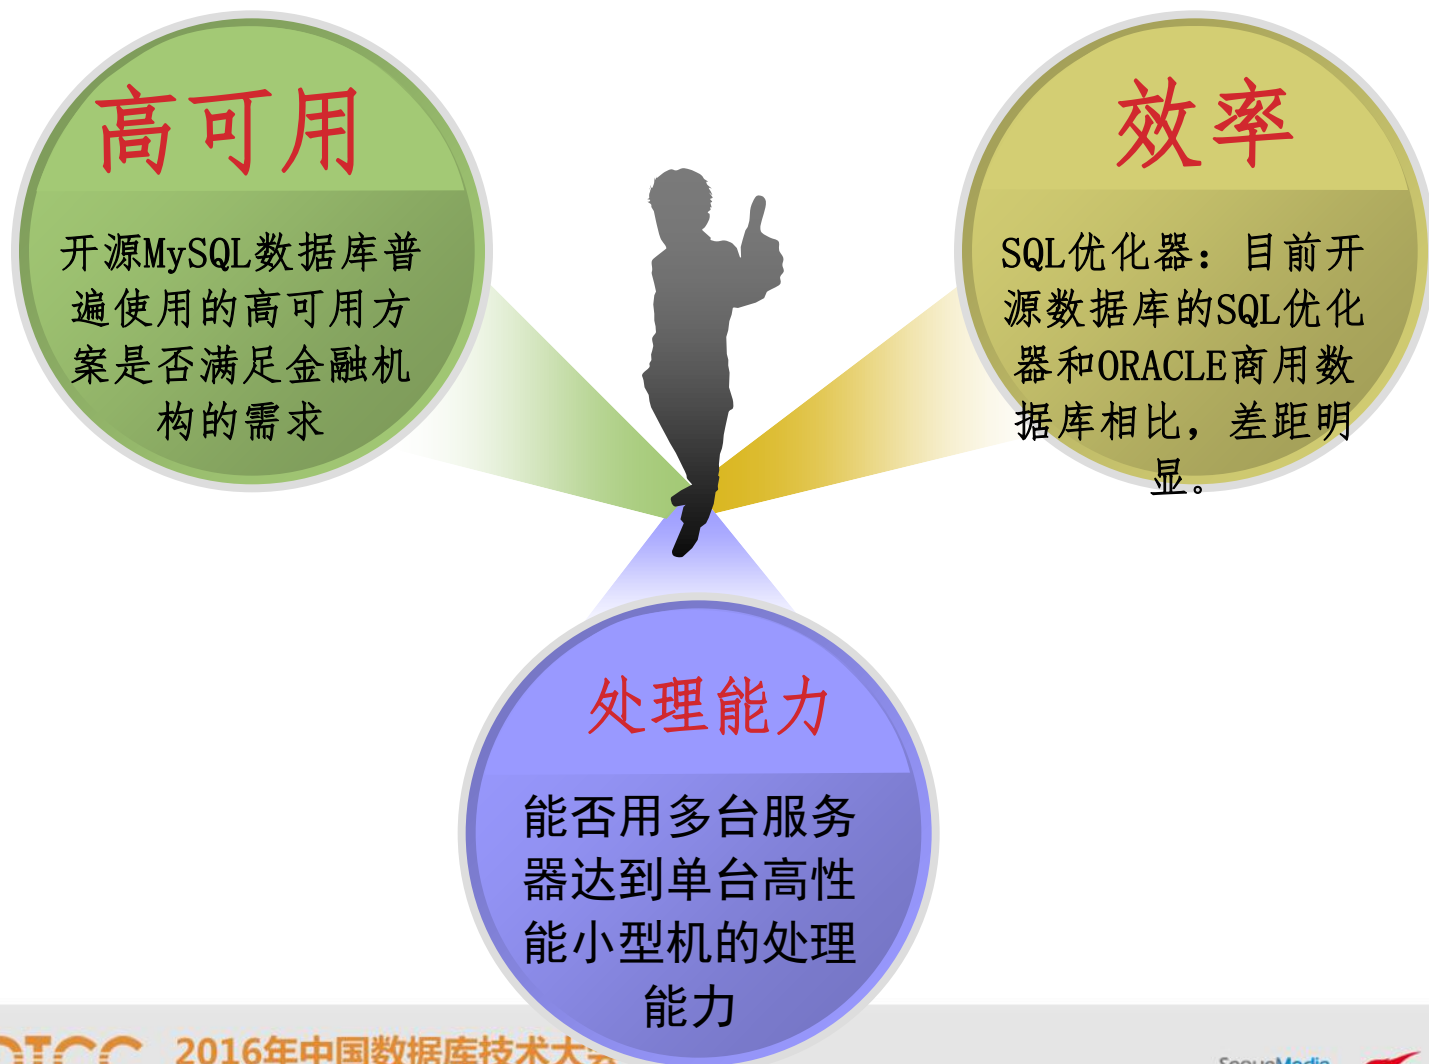 高可用
开源MySQL数据库普
遍使用的高可用方
案是否满足金融机
构的需求
效率
SQL优化器：目前开
源数据库的SQL优化
器和ORACLE商用数
据库相比，差距明
显。
处理能力
能否用多台服务
器达到单台高性
能小型机的处理
能力
2016年中国数据库技术大会